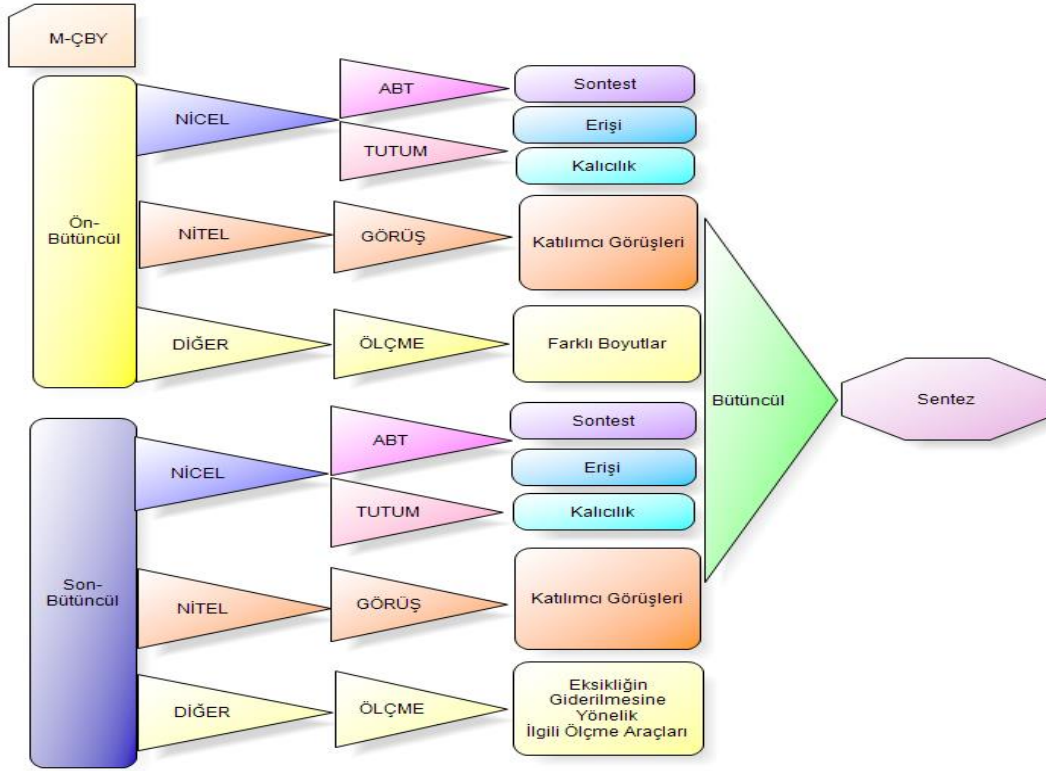 M-ÇBY
Ön-
Bütüncül
NİCEL
ABT
TUTUM
Sontest
Erişi
Kalıcılık
NİTEL
GÖRÜŞ
Katılımcı Görüşleri
DİĞER
ÖLÇME
Farklı Boyutlar
Son-
Bütüncül
NİCEL
ABT
TUTUM
Sontest
Erişi
Kalıcılık
NİTEL
GÖRÜŞ
Katılımcı Görüşleri
DİĞER
ÖLÇME
Eksikliğin
Giderilmesine
Yönelik
İlgili Ölçme Araçları
Bütüncül
Sentez